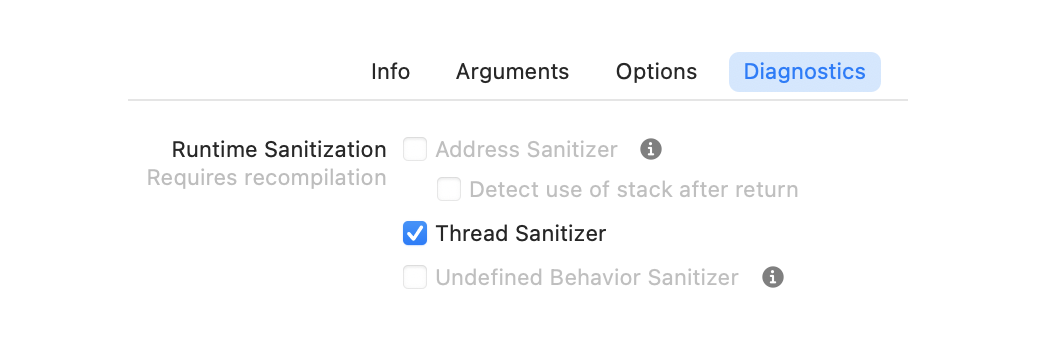 Info Arguments Options Diagnostics
Runtime Sanitization Address Sanitizer
Requires recompilation
Detect use of stack after return
Thread Sanitizer
Undefined Behavior Sanitizer